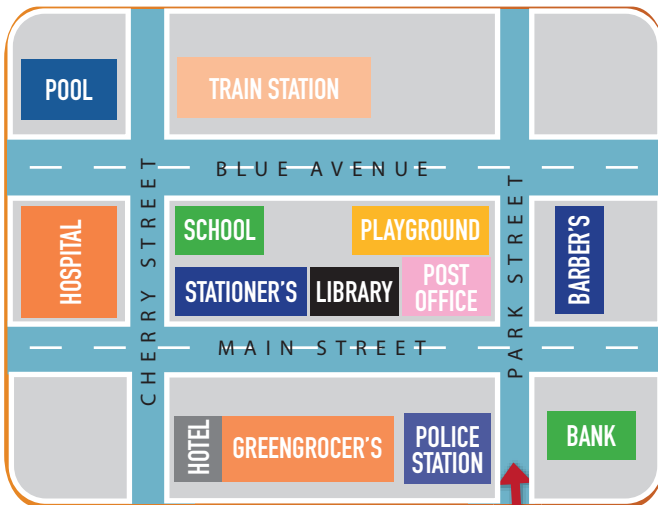 POOL
TRAIN STATION
BLUE AVENUE
CHERRY STREET
PARK STREET
HOSPITAL
SCHOOL
PLAYGROUND
BARBER'S
STATIONER'S
LIBRARY
POST
OFFICE
MAIN STREET
HOTEL
GREENGROCER'S
POLICE
STATION
BANK